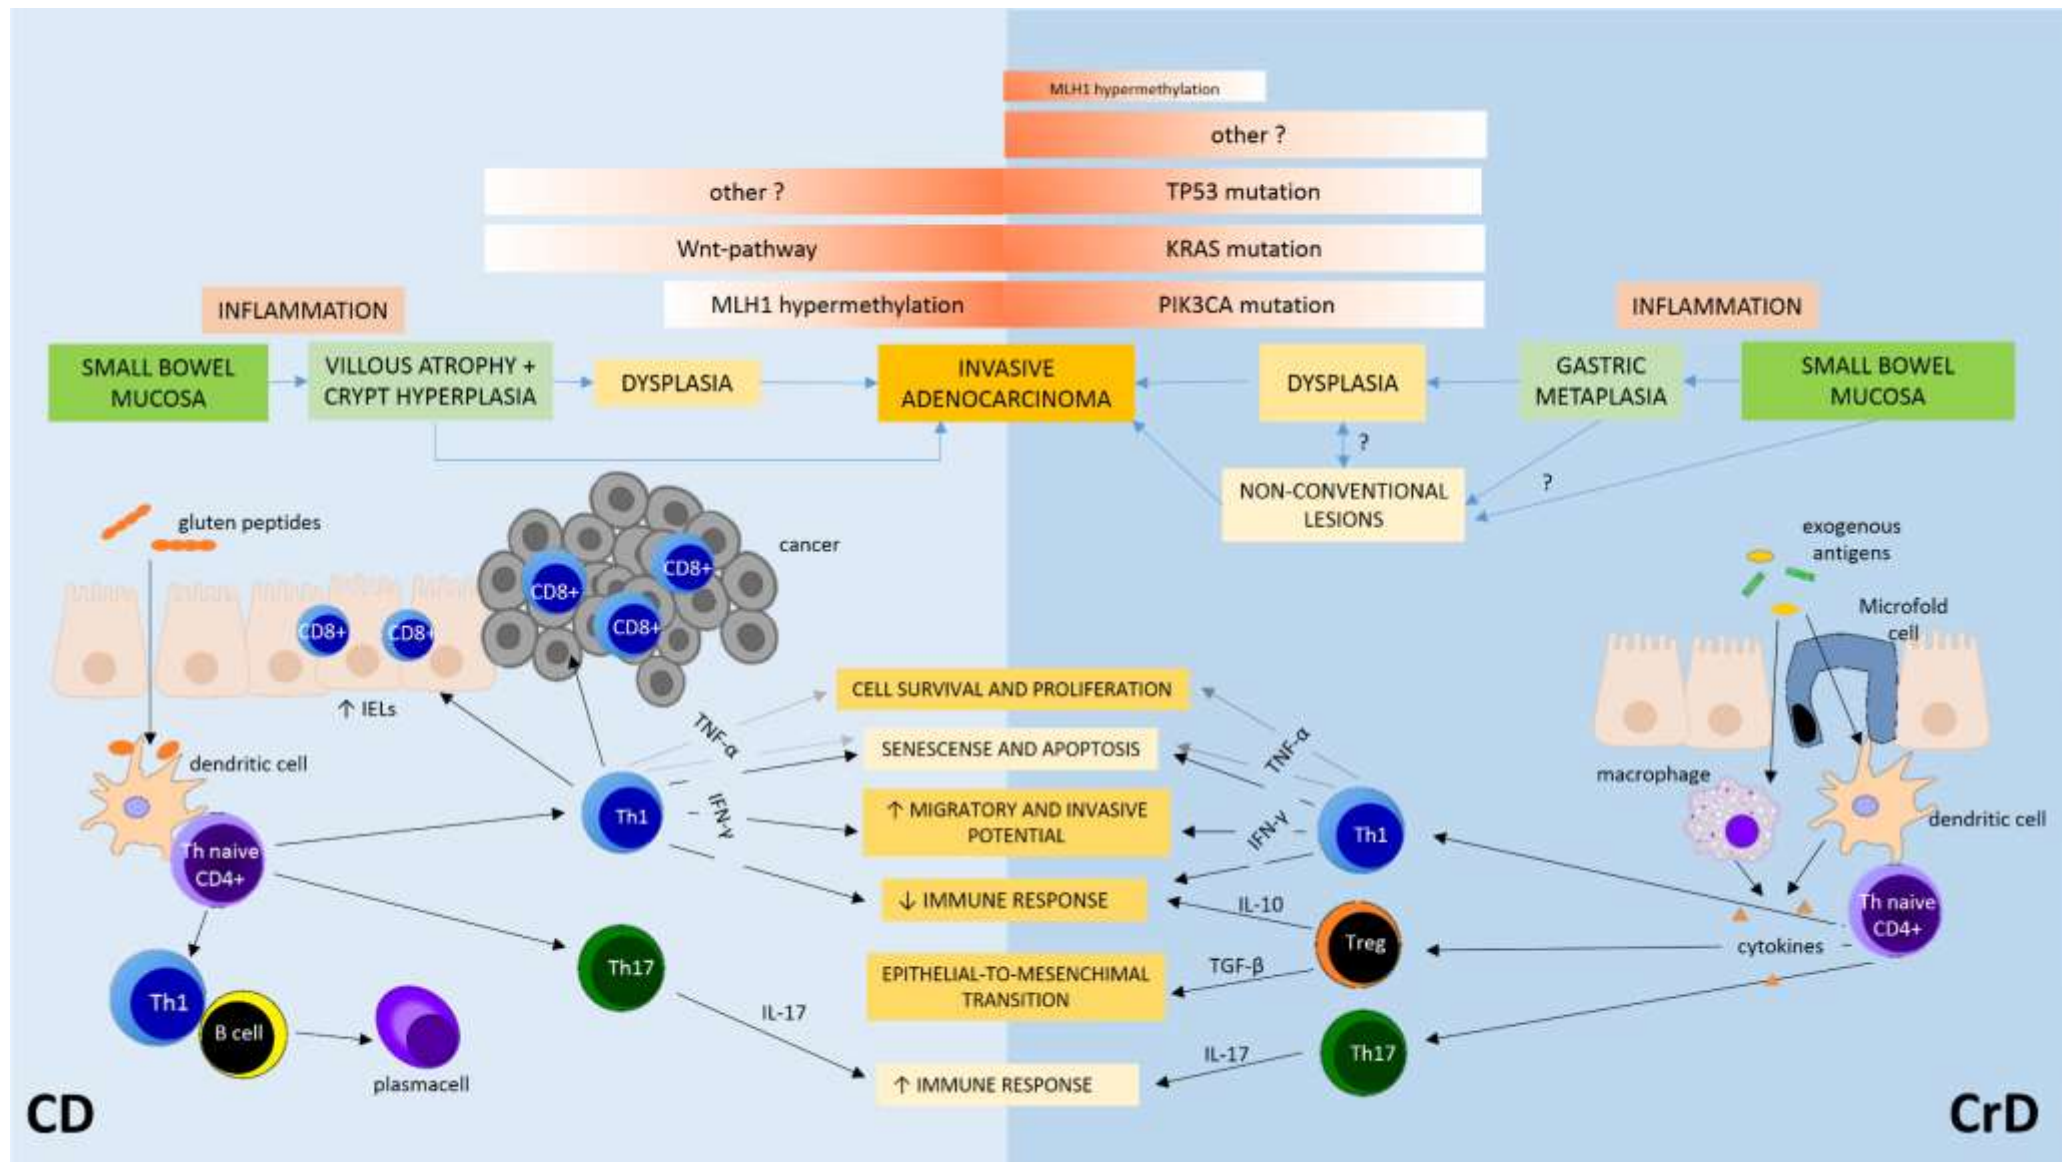 MLH1 hypermethylation
other ?
other ?
TP53 mutation
Wnt-pathway
KRAS mutation
MLH1 hypermethylation
PIK3CA mutation
INFLAMMATION
INFLAMMATION
SMALL BOWEL
MUCOSA
VILLOUS ATROPHY +
CRYPT HYPERPLASIA
DYSPLASIA
INVASIVE
ADENOCARCINOMA
DYSPLASIA
GASTRIC
METAPLASIA
SMALL BOWEL
MUCOSA
?
NON-CONVENTIONAL
LESIONS
?
gluten peptides
cancer
exogenous
antigens
Microfold
cell
CD8+
CD8+
CD8+
CD8+
CD8+
↑ IELs
dendritic cell
Th naive
CD4+
Th1
B cell
plasmacell
Th1
Th17
TNF-α
IFN-γ
IL-17
CELL SURVIVAL AND PROLIFERATION
SENESCENSE AND APOPTOSIS
↑ MIGRATORY AND INVASIVE
POTENTIAL
↓ IMMUNE RESPONSE
EPITHELIAL-TO-MESENCHIMAL
TRANSITION
↑ IMMUNE RESPONSE
TNF-α
IFN-γ
IL-10
TGF-β
IL-17
Th1
Treg
Th17
macrophage
dendritic cell
Th naive
CD4+
cytokines
CD
CrD